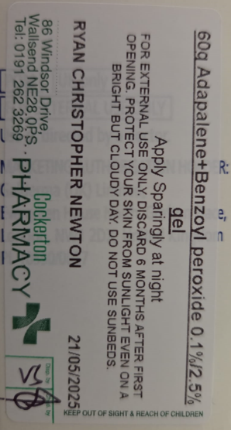 60g Adapalene+Benzoyl peroxide 0.1%/2.5%
gel
Apply Sparingly at night
FOR EXTERNAL USE ONLY. DISCARD 6 MONTHS AFTER FIRST
OPENING. PROTECT YOUR SKIN FROM SUNLIGHT EVEN ON A
BRIGHT BUT CLOUDY DAY. DO NOT USE SUNBEDS.
RYAN CHRISTOPHER NEWTON
21/05/2025
86 Windsor Drive,
Wallsend NE28 0PS.
Tel: 0191 262 3269
Cockerton
PHARMACY
KEEP OUT OF SIGHT & REACH OF CHILDREN